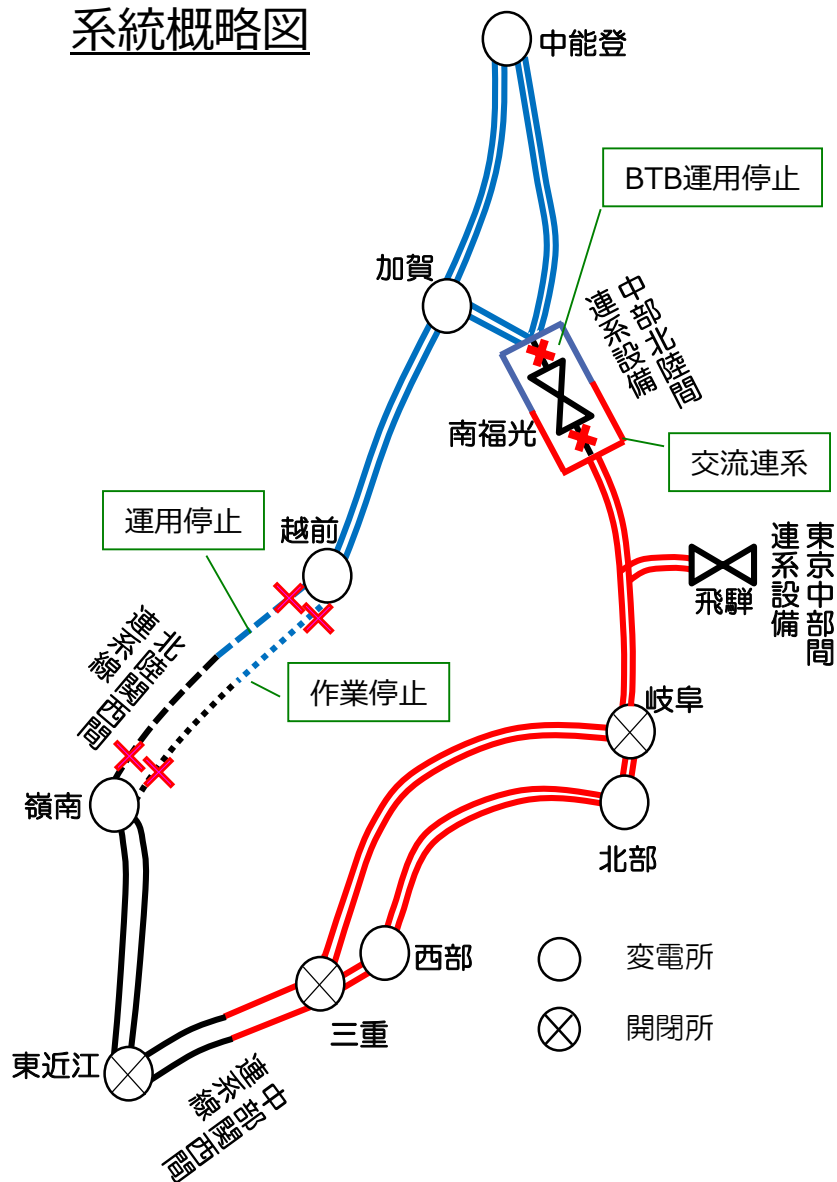 系統概略図
中能登
BTB運用停止
加賀
中部北陸間
連系設備
南福光
交流連系
運用停止
越前
東京中部間
連系設備
飛騨
北陸関西間
連系線
作業停止
岐阜
嶺南
北部
西部
変電所
三重
開閉所
東近江
中部関西間
連系線